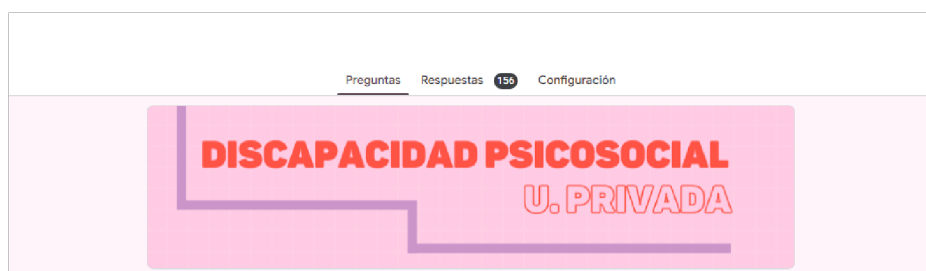 Preguntas Respuestas 156 Configuración
DISCAPACIDAD PSICOSOCIAL
U. PRIVADA